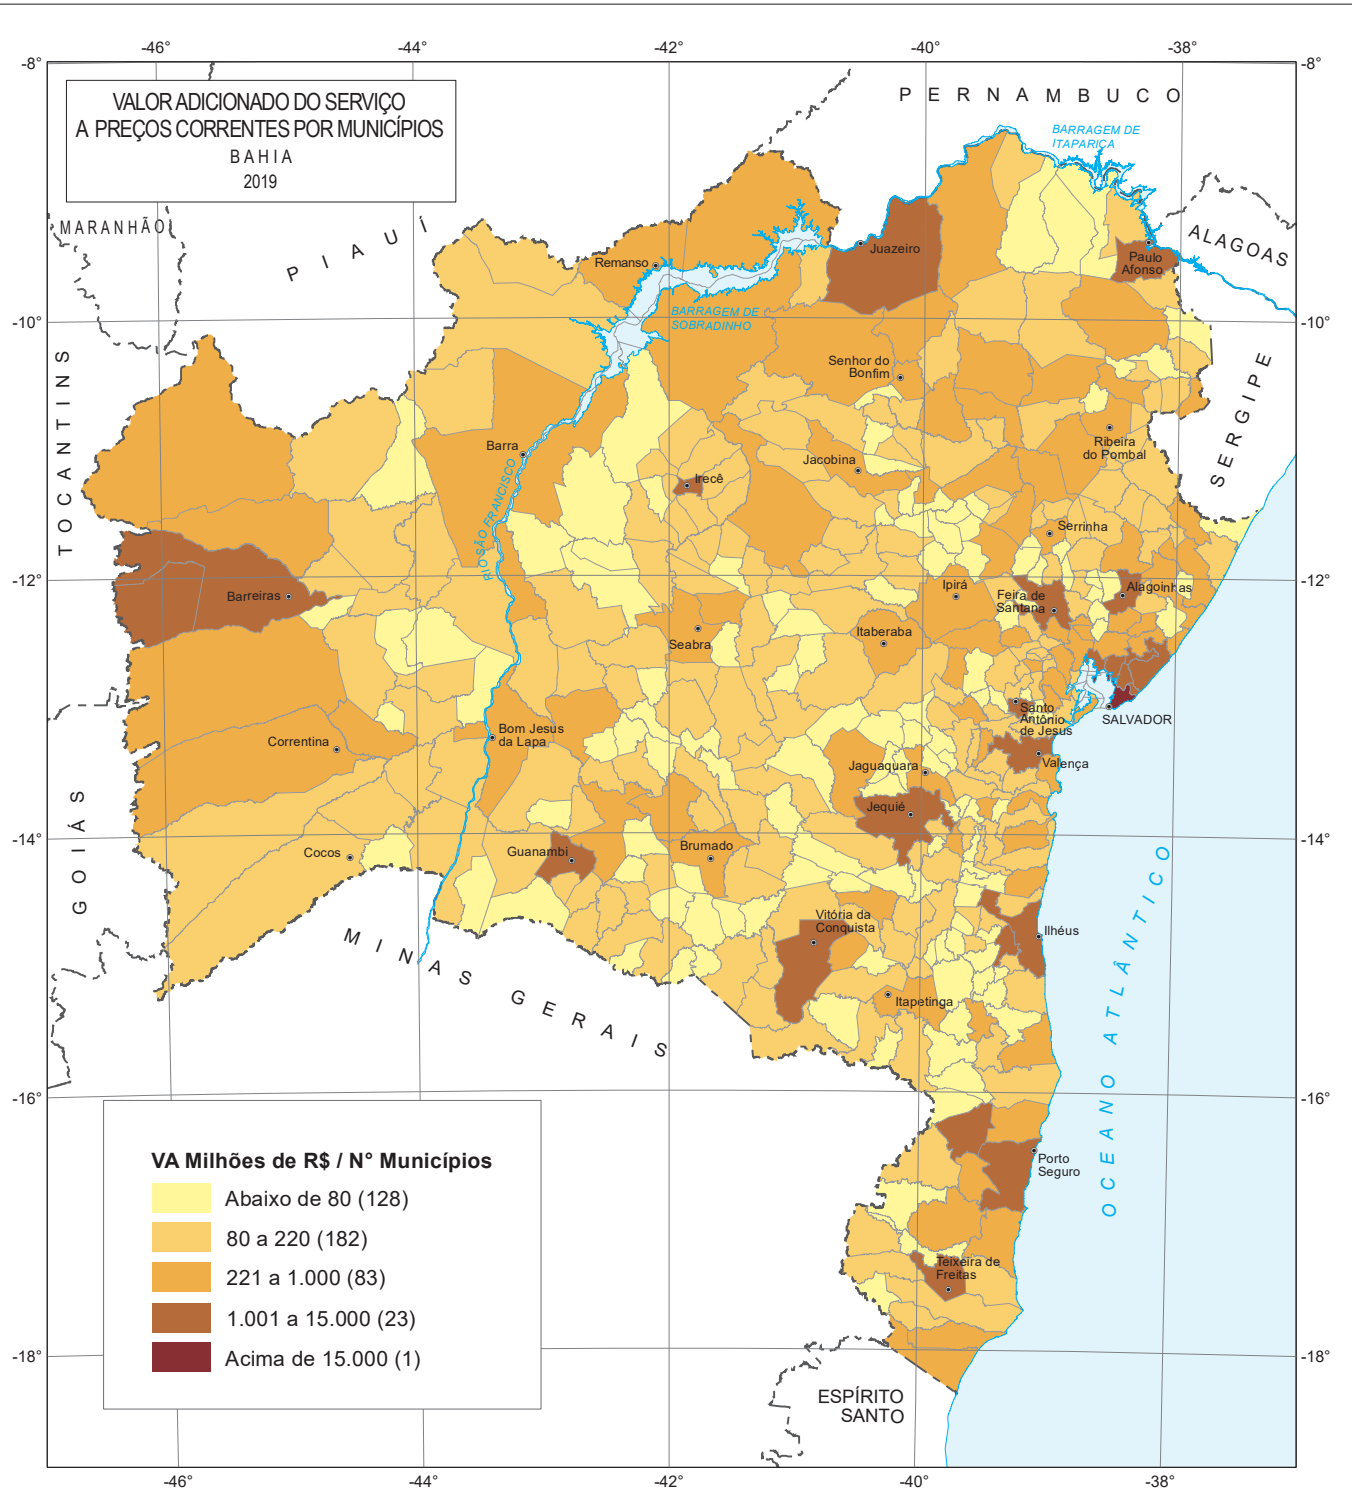 -46°
-44°
-42°
-40°
-38°
-8°
-8°
VALOR ADICIONADO DO SERVIÇO
A PREÇOS CORRENTES POR MUNICÍPIOS
BAHIA
2019
PERNAMBUCO
BARRAGEM DE
ITAPARICA
MARANHÃO
PIAUÍ
ALAGOAS
Juazeiro
Paulo
Afonso
Remanso
BARRAGEM DE
SOBRADINHO
-10°
-10°
TOCANTINS
SERGIPE
Senhor do
Bonfim
Ribeira
do Pombal
Barra
Jacobina
Irecê
RIO SÃO FRANCISCO
Serrinha
-12°
-12°
Barreiras
Ipirá
Feira de
Santana
Alagoinhas
Itaberaba
Seabra
Santo
Antônio
de Jesus
SALVADOR
Bom Jesus
da Lapa
Correntina
Valença
Jaguaquara
Jequié
GOIÁS
-14°
-14°
Cocos
Guanambi
Brumado
Vitória da
Conquista
Ilhéus
MINAS GERAIS
Itapetinga
OCEANO ATLÂNTICO
-16°
-16°
Porto
Seguro
VA Milhões de R$ / N° Municípios
Abaixo de 80 (128)
80 a 220 (182)
221 a 1.000 (83)
1.001 a 15.000 (23)
Acima de 15.000 (1)
Teixeira de
Freitas
-18°
-18°
ESPÍRITO
SANTO
-46°
-44°
-42°
-40°
-38°